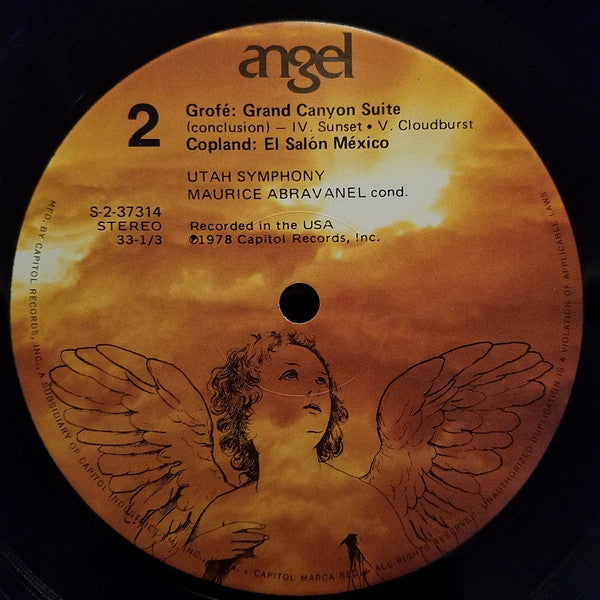 angel
2
Grofé: Grand Canyon Suite
(conclusion) – IV. Sunset • V. Cloudburst
Copland: El Salón México
UTAH SYMPHONY
MAURICE ABRAVANEL cond.
S-2-37314
STEREO
33-1/3
Recorded in the USA
℗1978 Capitol Records, Inc.
MFD. BY CAPITOL RECORDS, INC., A SUBSIDIARY OF CAPITOL INDUSTRIES-EMI, INC. U.S.A. • CAPITOL MARCA REG. • ALL RIGHTS RESERVED. UNAUTHORIZED DUPLICATION IS A VIOLATION OF APPLICABLE LAWS